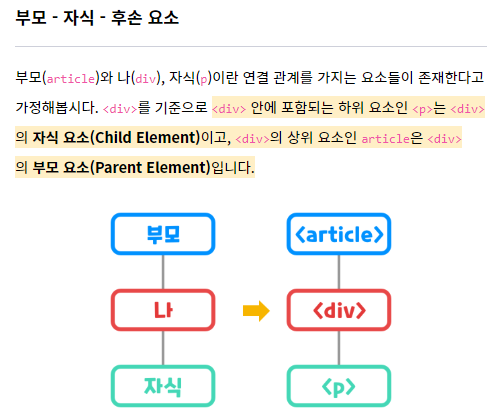 부모 - 자식 - 후손 요소
부모(article)와 나(div), 자식(p)이란 연결 관계를 가지는 요소들이 존재한다고
가정해봅시다. <div>를 기준으로 <div> 안에 포함되는 하위 요소인 <p>는 <div>
의 자식 요소(Child Element)이고, <div>의 상위 요소인 article은 <div>
의 부모 요소(Parent Element)입니다.
부모 <article>
나 <div>
자식 <p>